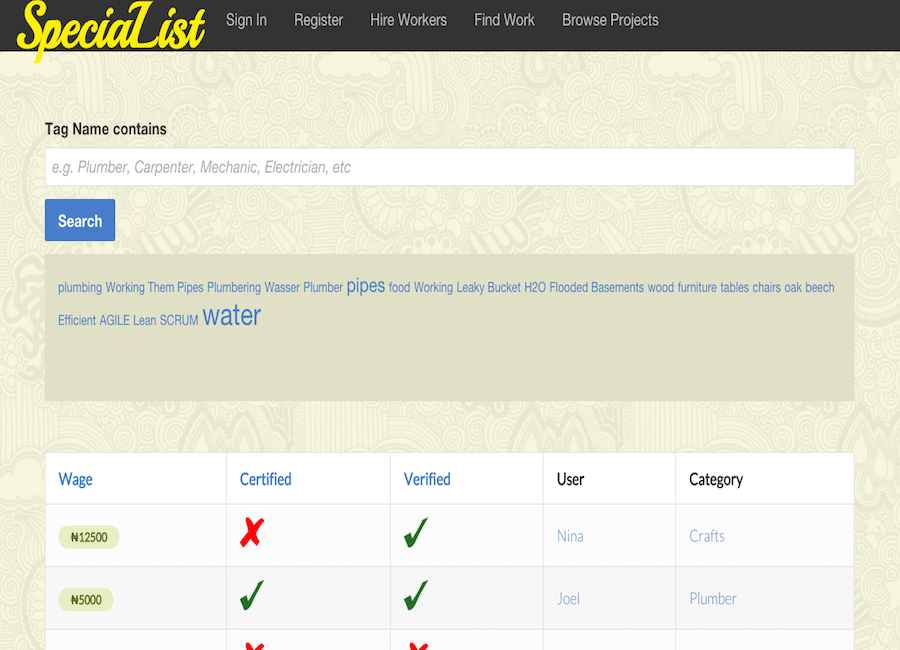 SpeciaList Sign In Register Hire Workers Find Work Browse Projects
Tag Name contains
e.g. Plumber, Carpenter, Mechanic, Electrician, etc
Search
plumbing Working Them Pipes Plumbering Wasser Plumber pipes food Working Leaky Bucket H2O Flooded Basements wood furniture tables chairs oak beech
Efficient AGILE Lean SCRUM water
Wage Certified Verified User Category
₦12500 ✘ ✓ Nina Crafts
₦5000 ✓ ✓ Joel Plumber